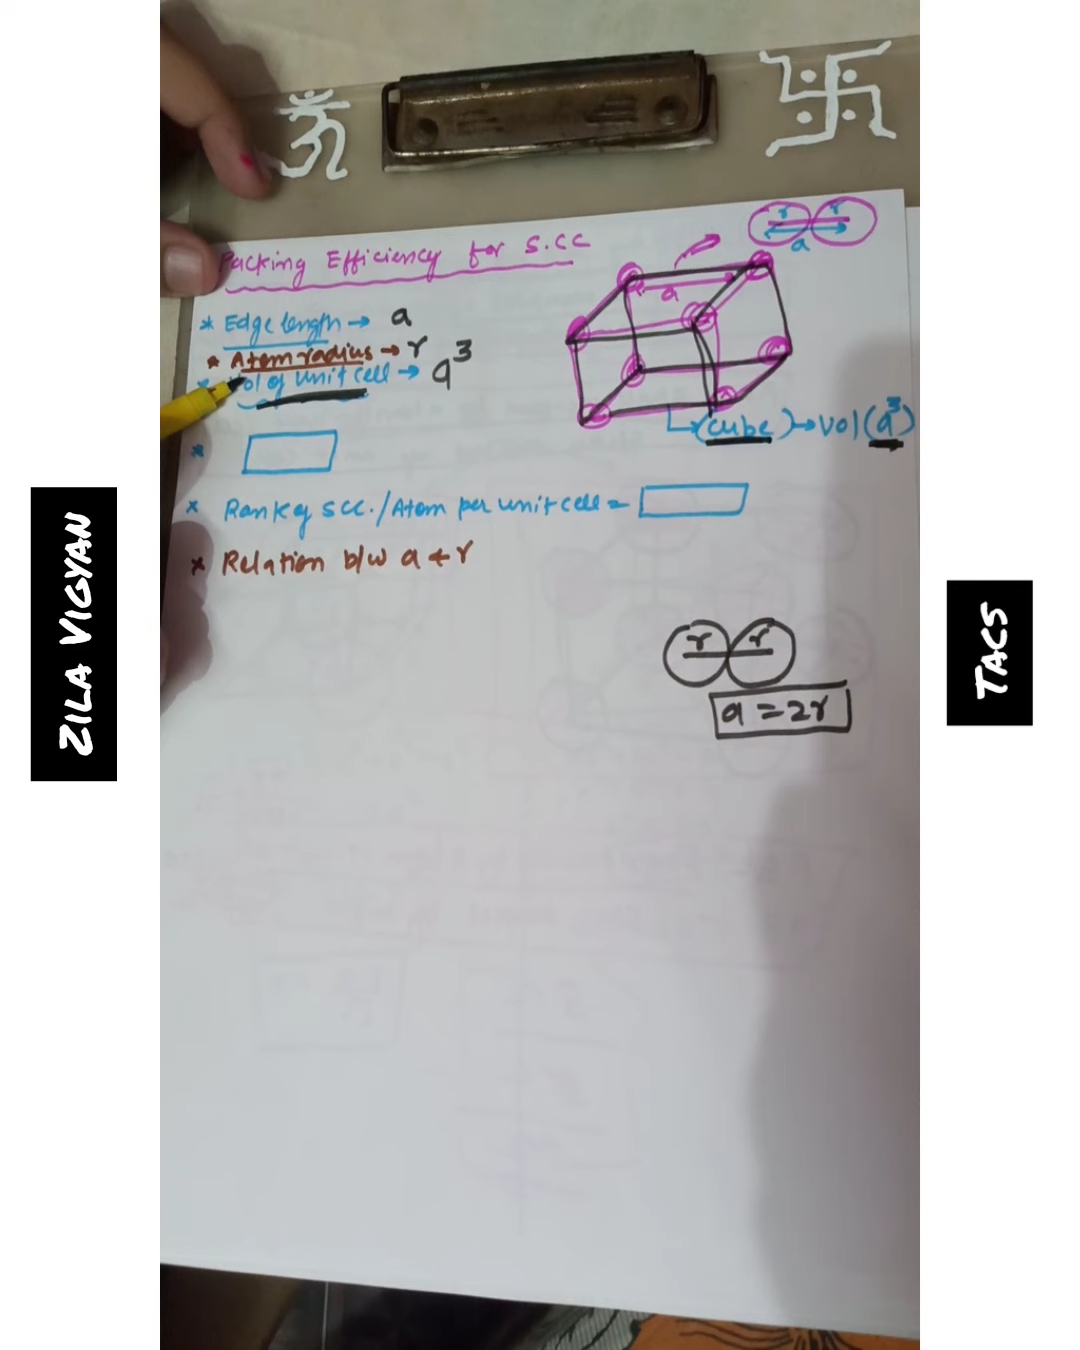 Packing Efficiency for S.CC
* Edge length → a
* Atom radius → r
* Vol of unit cell → a³
*
* Rank of scc./Atom per unit cell =
* Relation b/w a & r
r r
a
a
(cube) → vol (a³)
r r
a = 2r
ZILA VIGYAN
TACS